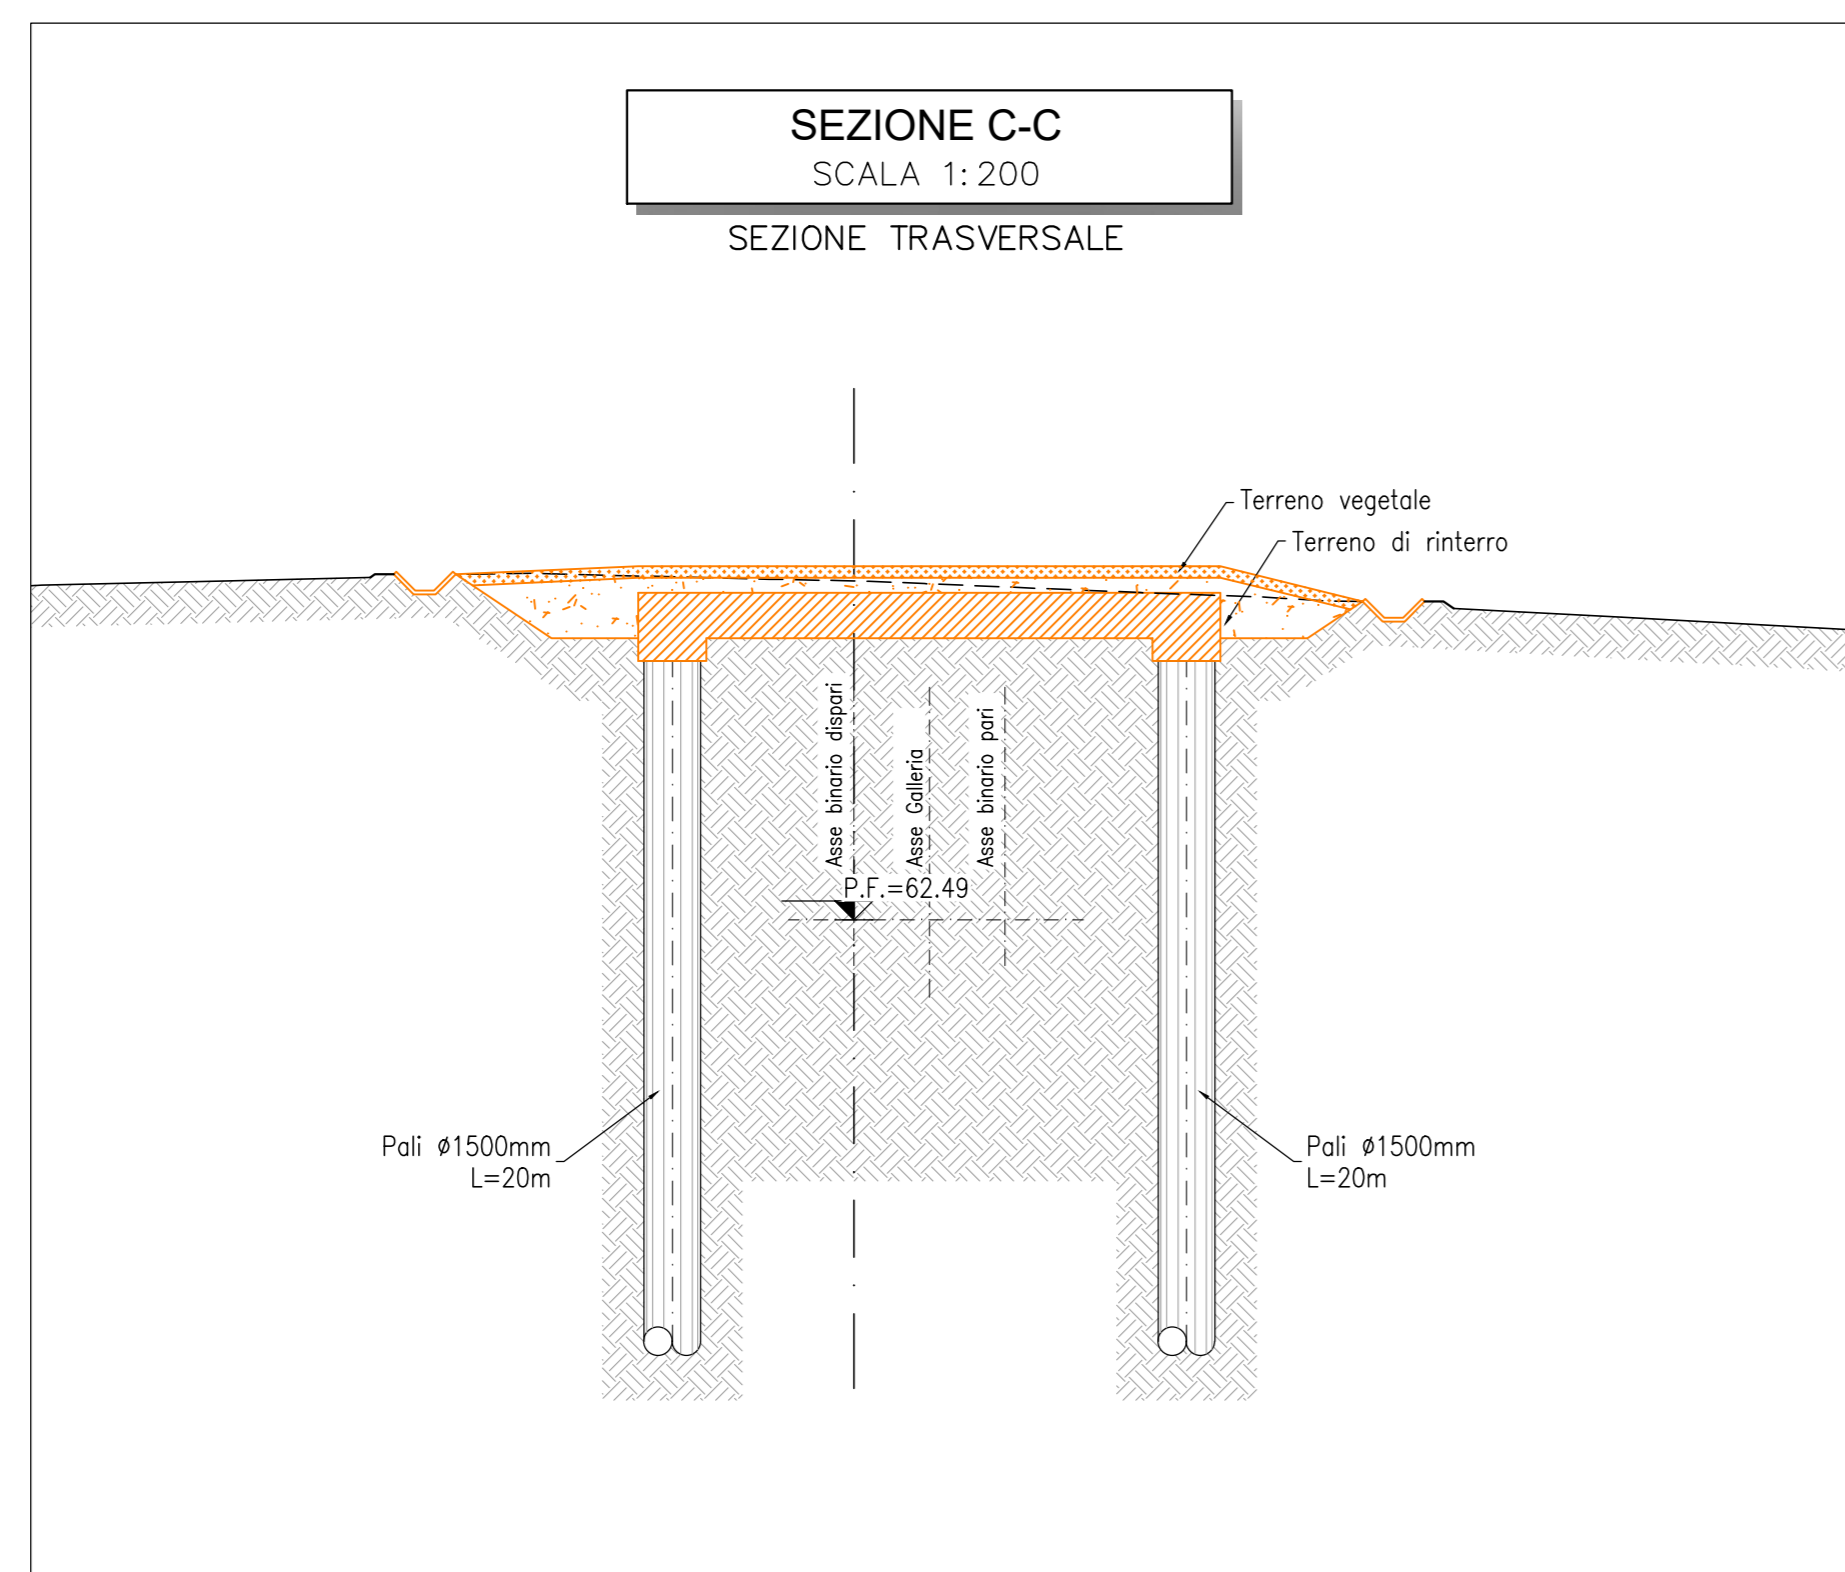 SEZIONE C-C
SCALA 1:200
SEZIONE TRASVERSALE
Terreno vegetale
Terreno di rinterro
Asse binario dispari
Asse Galleria
Asse binario pari
P.F.=62.49
Pali ø1500mm
L=20m
Pali ø1500mm
L=20m